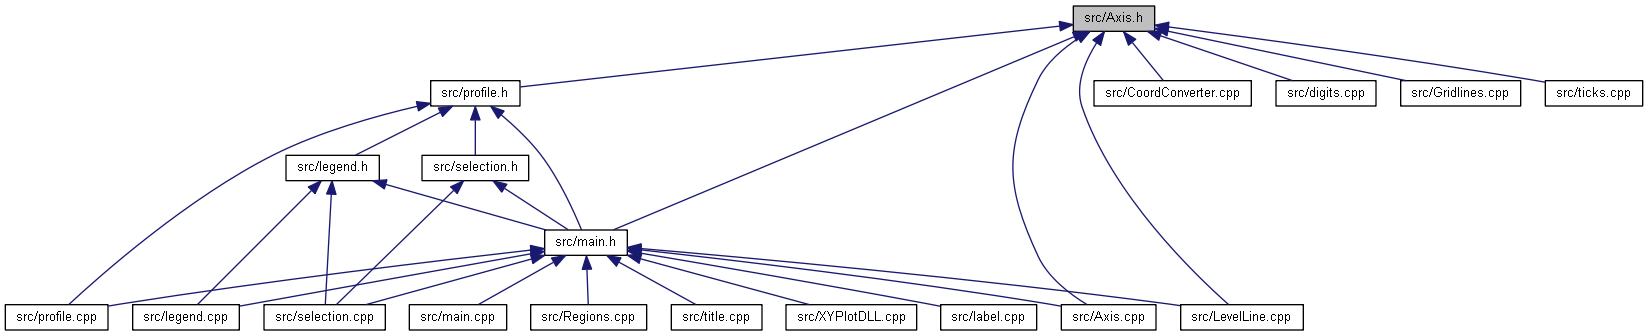 src/Axis.h
src/profile.h
src/CoordConverter.cpp
src/digits.cpp
src/Gridlines.cpp
src/ticks.cpp
src/legend.h
src/selection.h
src/main.h
src/profile.cpp
src/legend.cpp
src/selection.cpp
src/main.cpp
src/Regions.cpp
src/title.cpp
src/XYPlotDLL.cpp
src/label.cpp
src/Axis.cpp
src/LevelLine.cpp